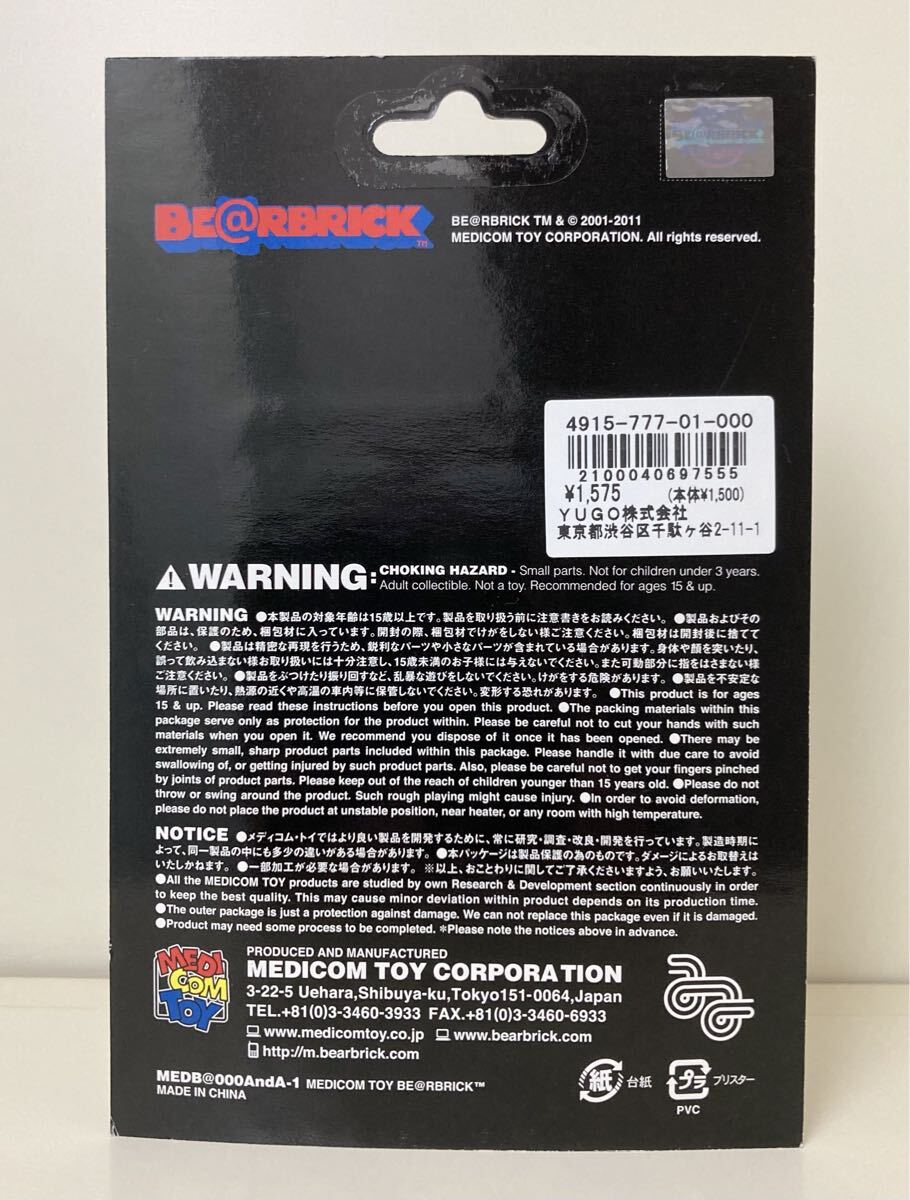 BE@RBRICK
BE@RBRICK™
BE@RBRICK TM & © 2001-2011
MEDICOM TOY CORPORATION. All rights reserved.
4915-777-01-000
2100040697555
¥1,575 (本体¥1,500)
YUGO株式会社
東京都渋谷区千駄ヶ谷2-11-1
⚠WARNING: CHOKING HAZARD - Small parts. Not for children under 3 years.
Adult collectible. Not a toy. Recommended for ages 15 & up.
WARNING ●本製品の対象年齢は15歳以上です。製品を取り扱う前に注意書きをお読みください。 ●製品およびその
部品は、保護のため、梱包材に入っています。開封の際、梱包材でけがをしない様ご注意ください。梱包材は開封後に捨てて
ください。 ●製品は精密な再現を行うため、鋭利なパーツや小さなパーツが含まれている場合があります。身体や顔を突いたり、
誤って飲み込まない様お取り扱いには十分注意し、15歳未満のお子様には与えないでください。また可動部分に指をはさまない様
ご注意ください。 ●製品をぶつけたり振り回すなど、乱暴な遊びをしないでください。けがをする危険があります。 ●製品を不安定な
場所に置いたり、熱源の近くや高温の車内等に保管しないでください。変形する恐れがあります。 ●This product is for ages
15 & up. Please read these instructions before you open this product. ●The packing materials within this
package serve only as protection for the product within. Please be careful not to cut your hands with such
materials when you open it. We recommend you dispose of it once it has been opened. ●There may be
extremely small, sharp product parts included within this package. Please handle it with due care to avoid
swallowing of, or getting injured by such product parts. Also, please be careful not to get your fingers pinched
by joints of product parts. Please keep out of the reach of children younger than 15 years old. ●Please do not
throw or swing around the product. Such rough playing might cause injury. ●In order to avoid deformation,
please do not place the product at unstable position, near heater, or any room with high temperature.
NOTICE ●メディコム・トイではより良い製品を開発するために、常に研究・調査・改良・開発を行っています。製造時期に
よって、同一製品の中にも多少の違いがある場合があります。 ●本パッケージは製品保護の為のものです。ダメージによるお取替えは
いたしかねます。 ●一部加工が必要な場合があります。 ※以上、おことわりに関してご了承くださいますよう、お願いいたします。
●All the MEDICOM TOY products are studied by own Research & Development section continuously in order
to keep the best quality. This may cause minor deviation within product depends on its production time.
●The outer package is just a protection against damage. We can not replace this package even if it is damaged.
●Product may need some process to be completed. *Please note the notices above in advance.
MEDI
COM
TOY
PRODUCED AND MANUFACTURED
MEDICOM TOY CORPORATION
3-22-5 Uehara,Shibuya-ku,Tokyo151-0064,Japan
TEL.+81(0)3-3460-3933 FAX.+81(0)3-3460-6933
www.medicomtoy.co.jp www.bearbrick.com
http://m.bearbrick.com
MEDB@000AndA-1 MEDICOM TOY BE@RBRICK™
MADE IN CHINA
紙 台紙
プラ ブリスター
PVC